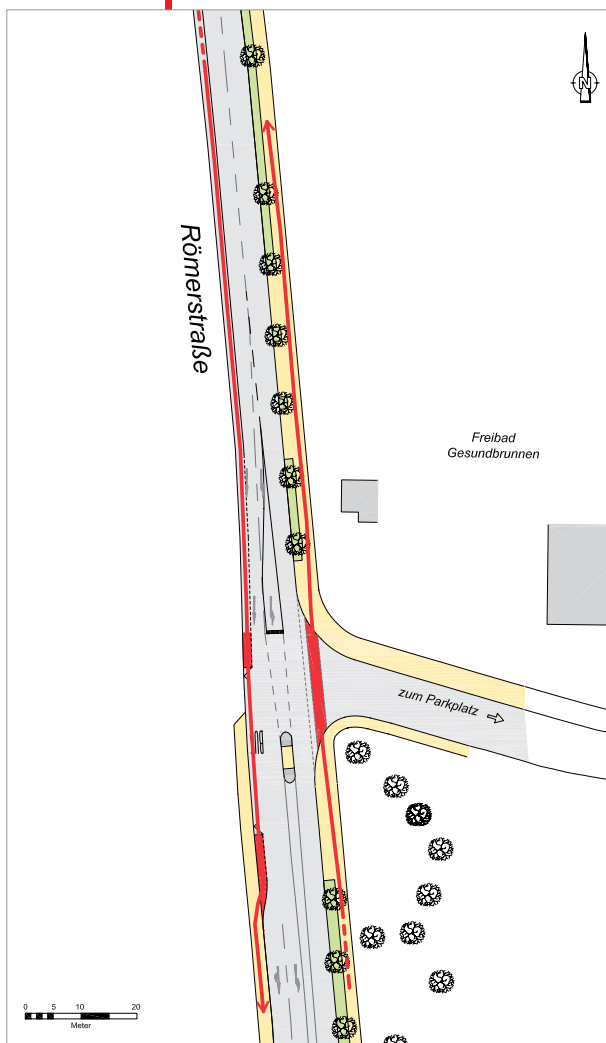 N
Römerstraße
Freibad
Gesundbrunnen
zum Parkplatz
0 5 10 20
Meter